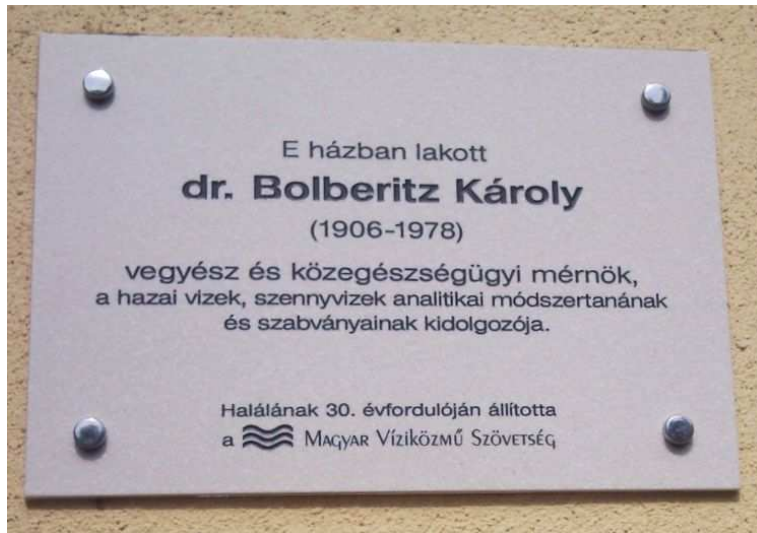 E házban lakott
dr. Bolberitz Károly
(1906-1978)
vegyész és közegészségügyi mérnök,
a hazai vizek, szennyvizek analitikai módszertanának
és szabványainak kidolgozója.
Halálának 30. évfordulóján állította
a Magyar Víziközmű Szövetség